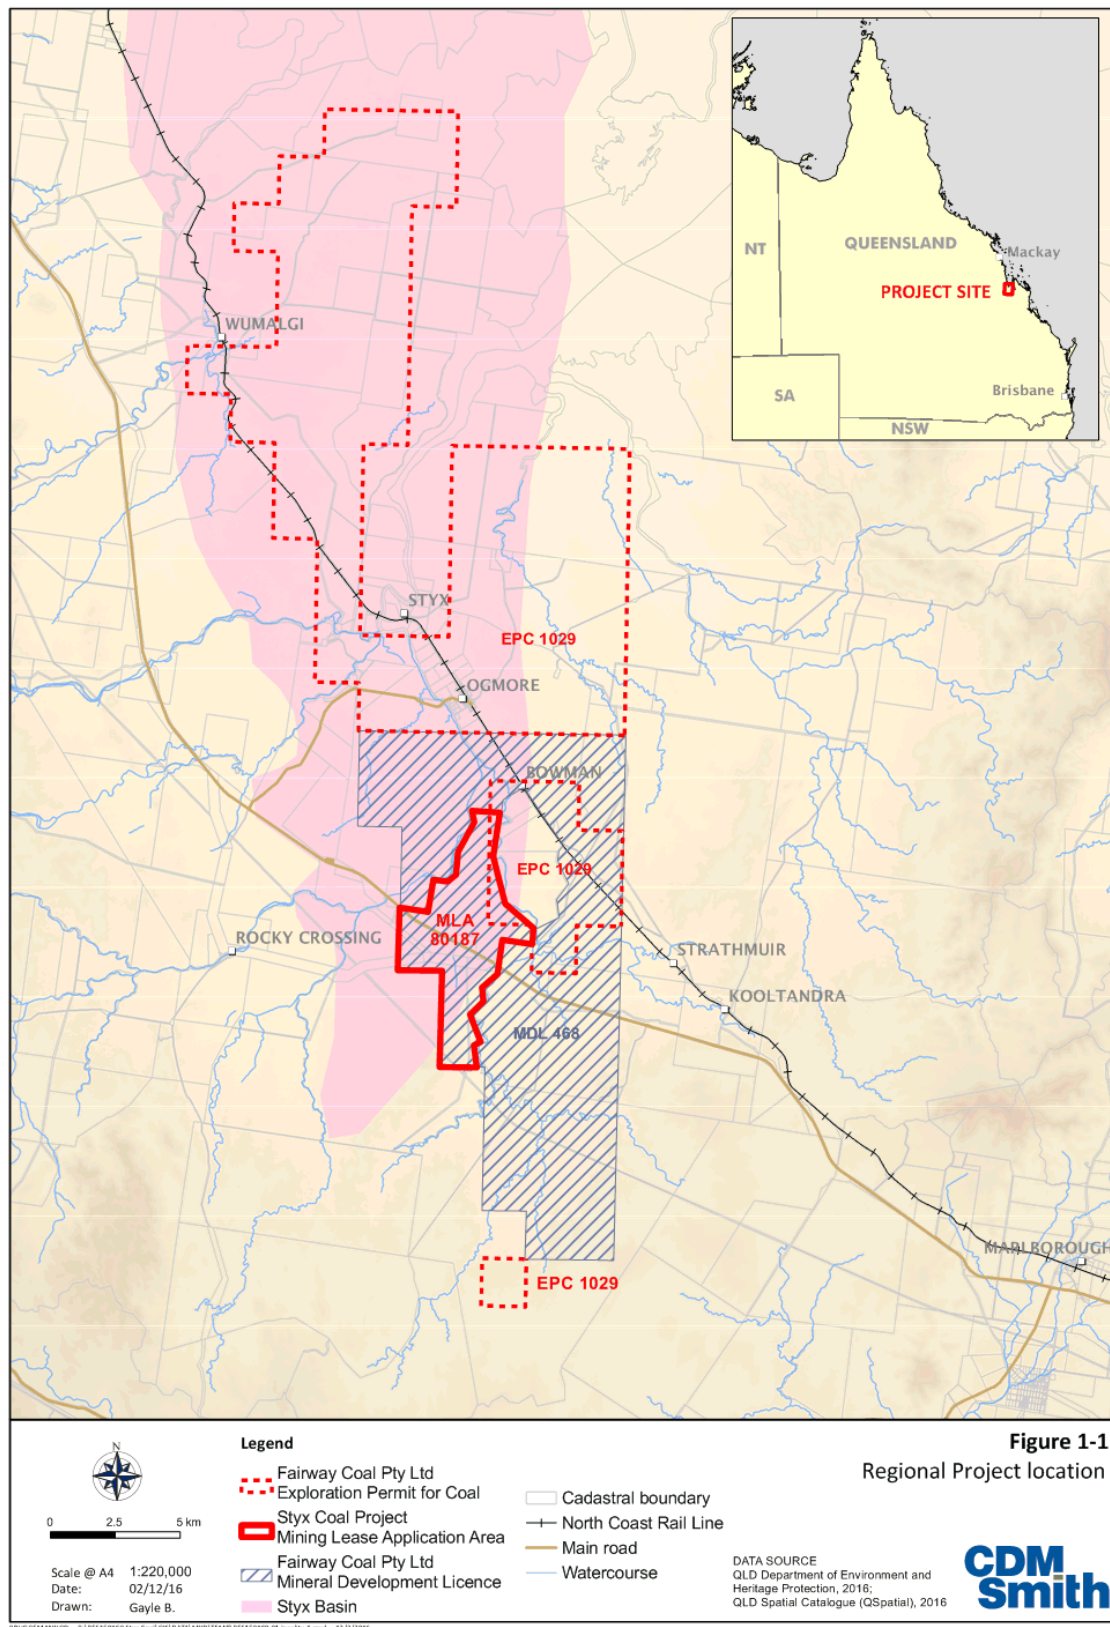 NT
QUEENSLAND
Mackay
PROJECT SITE
SA
Brisbane
NSW
WUMALGI
STYX
EPC 1029
OGMORE
BOWMAN
EPC 1029
MLA
80187
ROCKY CROSSING
STRATHMUIR
KOOLTANDRA
MDL 468
MARLBOROUGH
EPC 1029
N
0 2.5 5 km
Scale @ A4 1:220,000
Date: 02/12/16
Drawn: Gayle B.
Legend
Fairway Coal Pty Ltd
Exploration Permit for Coal
Styx Coal Project
Mining Lease Application Area
Fairway Coal Pty Ltd
Mineral Development Licence
Styx Basin
Cadastral boundary
North Coast Rail Line
Main road
Watercourse
Figure 1-1
Regional Project location
DATA SOURCE
QLD Department of Environment and
Heritage Protection, 2016;
QLD Spatial Catalogue (QSpatial), 2016
CDM
Smith